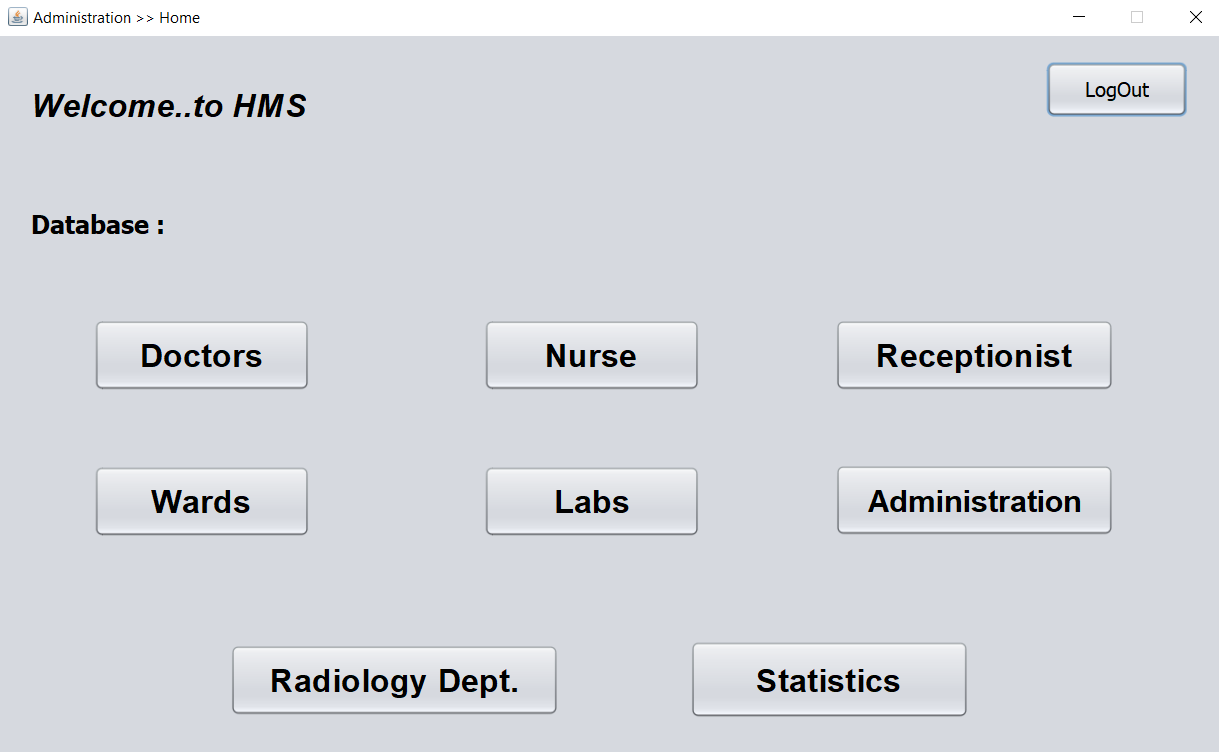 Administration >> Home
LogOut
Welcome..to HMS
Database :
Doctors
Nurse
Receptionist
Wards
Labs
Administration
Radiology Dept.
Statistics